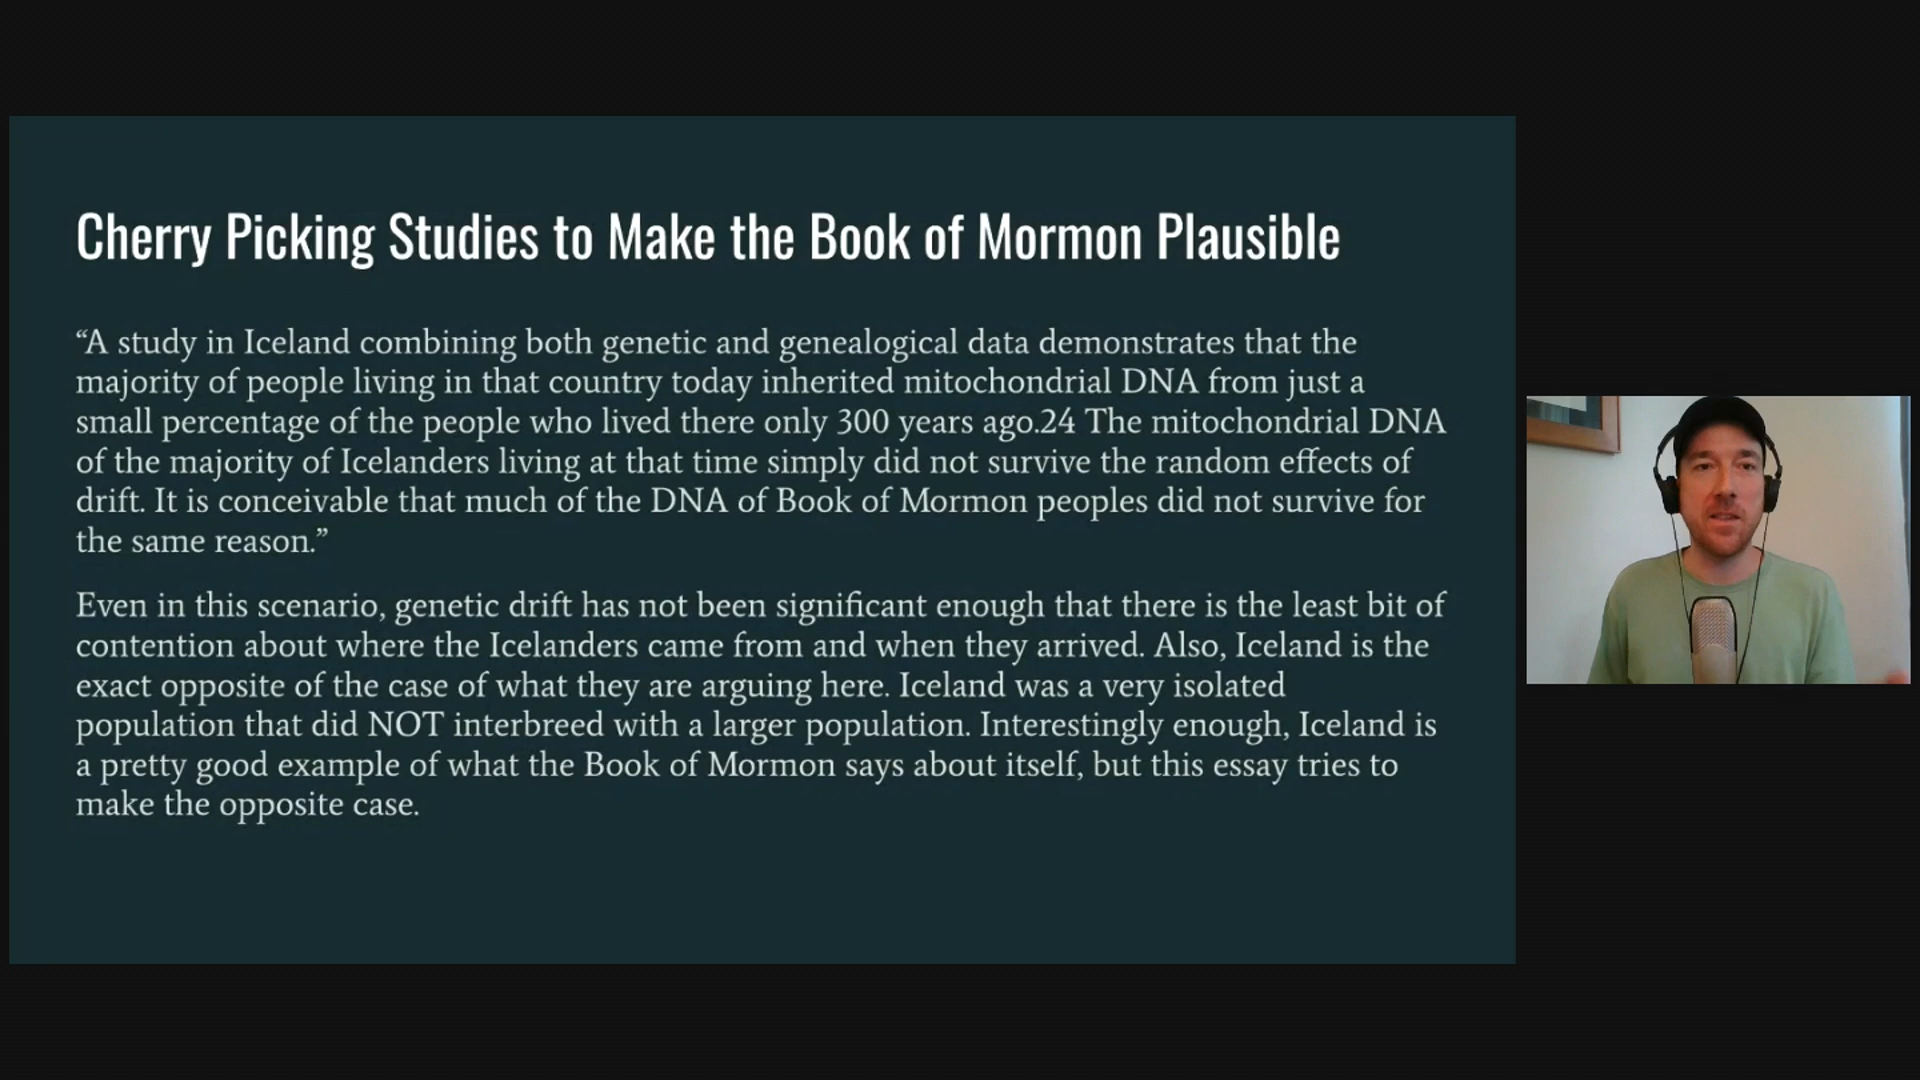 Cherry Picking Studies to Make the Book of Mormon Plausible
“A study in Iceland combining both genetic and genealogical data demonstrates that the
majority of people living in that country today inherited mitochondrial DNA from just a
small percentage of the people who lived there only 300 years ago.24 The mitochondrial DNA
of the majority of Icelanders living at that time simply did not survive the random effects of
drift. It is conceivable that much of the DNA of Book of Mormon peoples did not survive for
the same reason.”
Even in this scenario, genetic drift has not been significant enough that there is the least bit of
contention about where the Icelanders came from and when they arrived. Also, Iceland is the
exact opposite of the case of what they are arguing here. Iceland was a very isolated
population that did NOT interbreed with a larger population. Interestingly enough, Iceland is
a pretty good example of what the Book of Mormon says about itself, but this essay tries to
make the opposite case.